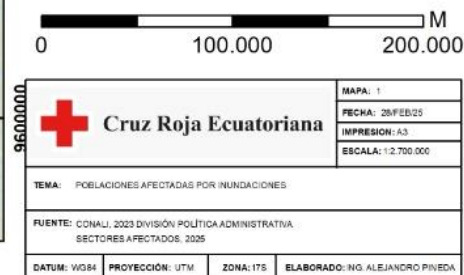 M
0 100.000 200.000
9600000
Cruz Roja Ecuatoriana
MAPA: 1
FECHA: 28/FEB/25
IMPRESION: A3
ESCALA: 1:2.700.000
TEMA: POBLACIONES AFECTADAS POR INUNDACIONES
FUENTE: CONALI, 2023 DIVISIÓN POLÍTICA ADMINISTRATIVA
SECTORES AFECTADOS, 2025
DATUM: WG84 PROYECCIÓN: UTM ZONA: 17S ELABORADO: ING. ALEJANDRO PINEDA